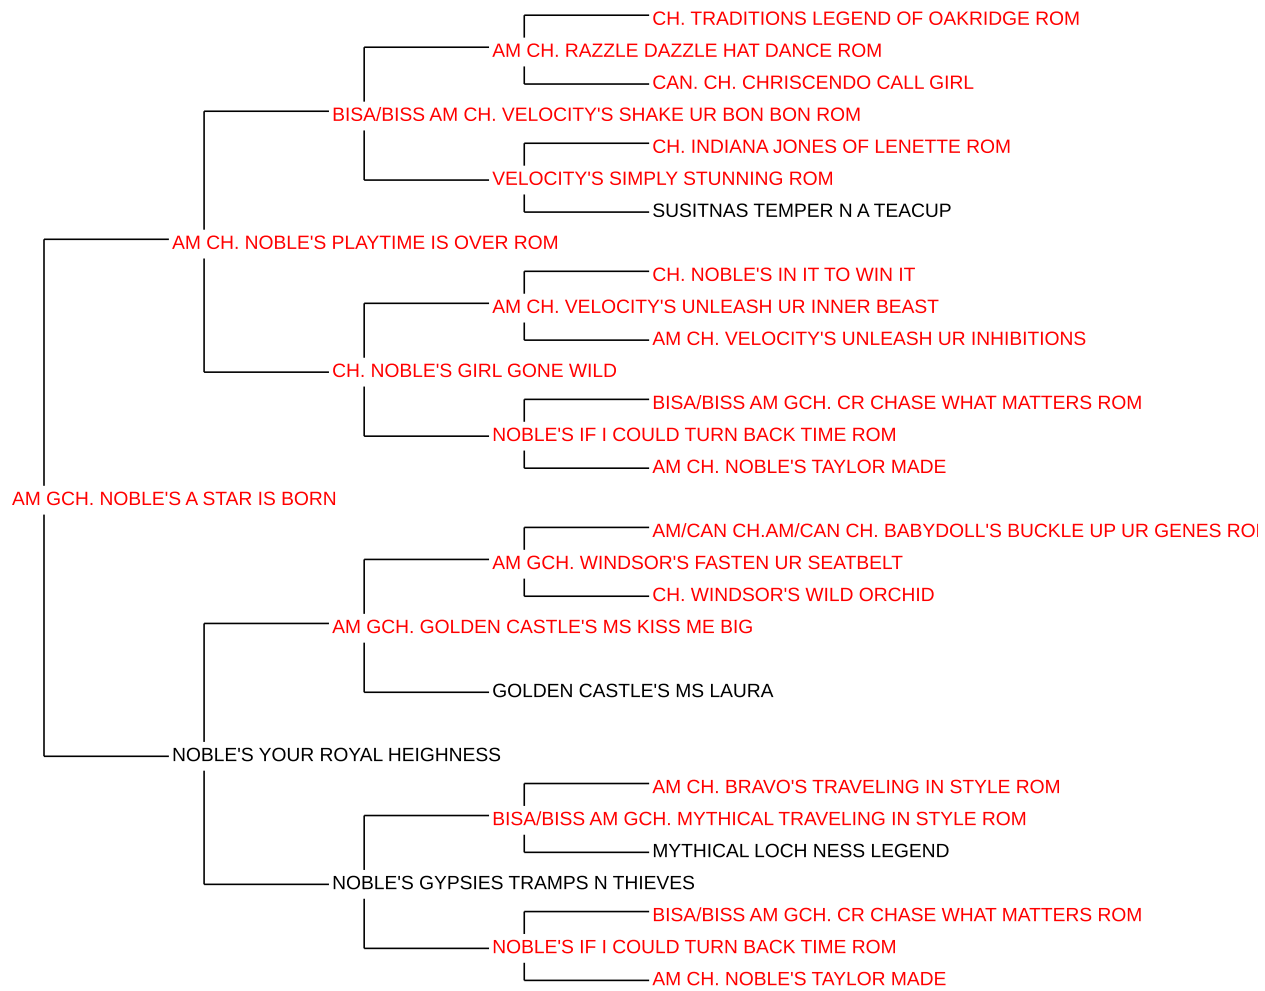 CH. TRADITIONS LEGEND OF OAKRIDGE ROM
AM CH. RAZZLE DAZZLE HAT DANCE ROM
CAN. CH. CHRISCENDO CALL GIRL
BISA/BISS AM CH. VELOCITY'S SHAKE UR BON BON ROM
CH. INDIANA JONES OF LENETTE ROM
VELOCITY'S SIMPLY STUNNING ROM
SUSITNAS TEMPER N A TEACUP
AM CH. NOBLE'S PLAYTIME IS OVER ROM
CH. NOBLE'S IN IT TO WIN IT
AM CH. VELOCITY'S UNLEASH UR INNER BEAST
AM CH. VELOCITY'S UNLEASH UR INHIBITIONS
CH. NOBLE'S GIRL GONE WILD
BISA/BISS AM GCH. CR CHASE WHAT MATTERS ROM
NOBLE'S IF I COULD TURN BACK TIME ROM
AM CH. NOBLE'S TAYLOR MADE
AM GCH. NOBLE'S A STAR IS BORN
AM/CAN CH.AM/CAN CH. BABYDOLL'S BUCKLE UP UR GENES
AM GCH. WINDSOR'S FASTEN UR SEATBELT
CH. WINDSOR'S WILD ORCHID
AM GCH. GOLDEN CASTLE'S MS KISS ME BIG
GOLDEN CASTLE'S MS LAURA
NOBLE'S YOUR ROYAL HEIGHNESS
AM CH. BRAVO'S TRAVELING IN STYLE ROM
BISA/BISS AM GCH. MYTHICAL TRAVELING IN STYLE ROM
MYTHICAL LOCH NESS LEGEND
NOBLE'S GYPSIES TRAMPS N THIEVES
BISA/BISS AM GCH. CR CHASE WHAT MATTERS ROM
NOBLE'S IF I COULD TURN BACK TIME ROM
AM CH. NOBLE'S TAYLOR MADE